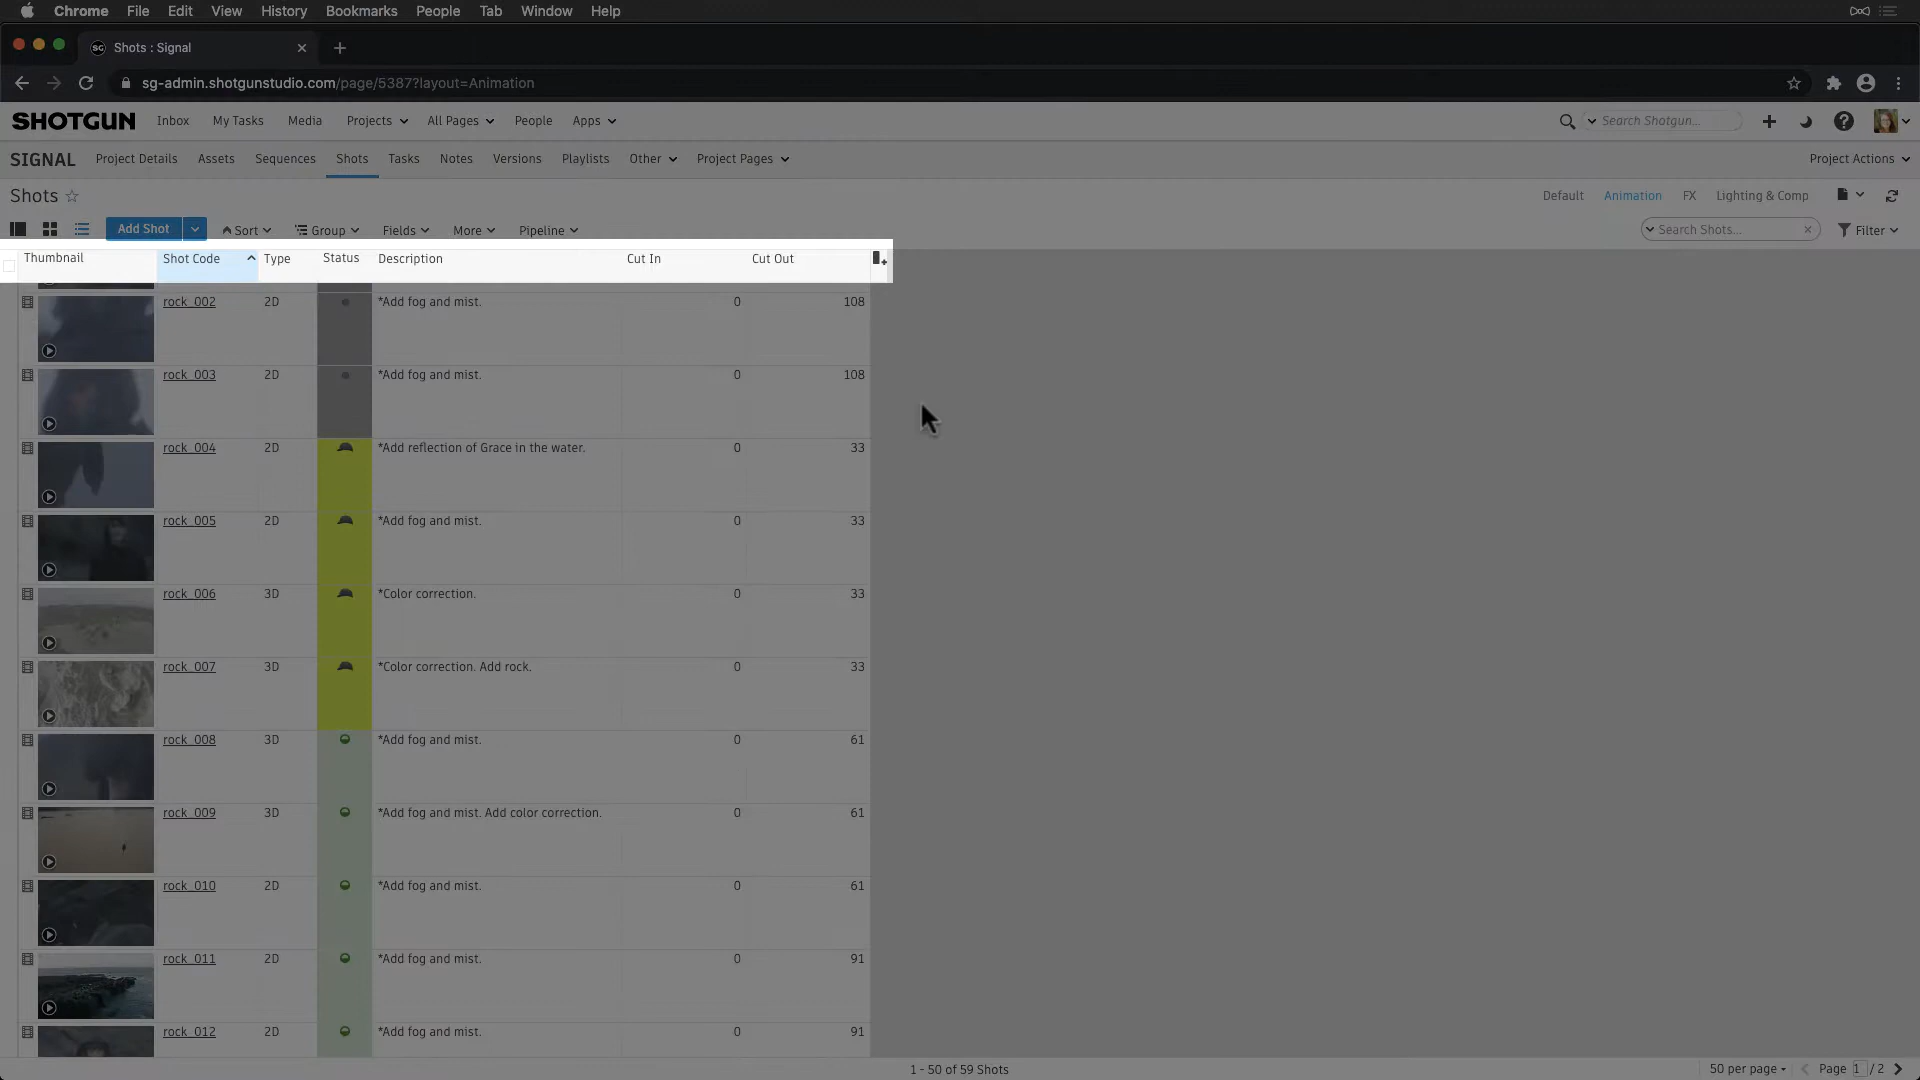 Chrome File Edit View History Bookmarks People Tab Window Help
SG Shots : Signal
sg-admin.shotgunstudio.com/page/5387?layout=Animation
SHOTGUN Inbox My Tasks Media Projects All Pages People Apps Search Shotgun...
SIGNAL Project Details Assets Sequences Shots Tasks Notes Versions Playlists Other Project Pages Project Actions
Shots Default Animation FX Lighting & Comp
Add Shot Sort Group Fields More Pipeline Search Shots... Filter
Thumbnail Shot Code Type Status Description Cut In Cut Out
rock_002 2D *Add fog and mist. 0 108
rock_003 2D *Add fog and mist. 0 108
rock_004 2D *Add reflection of Grace in the water. 0 33
rock_005 2D *Add fog and mist. 0 33
rock_006 3D *Color correction. 0 33
rock_007 3D *Color correction. Add rock. 0 33
rock_008 3D *Add fog and mist. 0 61
rock_009 3D *Add fog and mist. Add color correction. 0 61
rock_010 2D *Add fog and mist. 0 61
rock_011 2D *Add fog and mist. 0 91
rock_012 2D *Add fog and mist. 0 91
1 - 50 of 59 Shots 50 per page Page 1 / 2